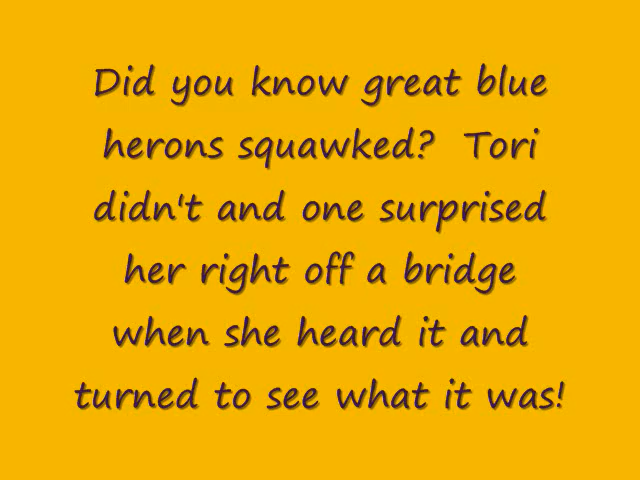 Did you know great blue
herons squawked?  Tori
didn't and one surprised
her right off a bridge
when she heard it and
turned to see what it was!